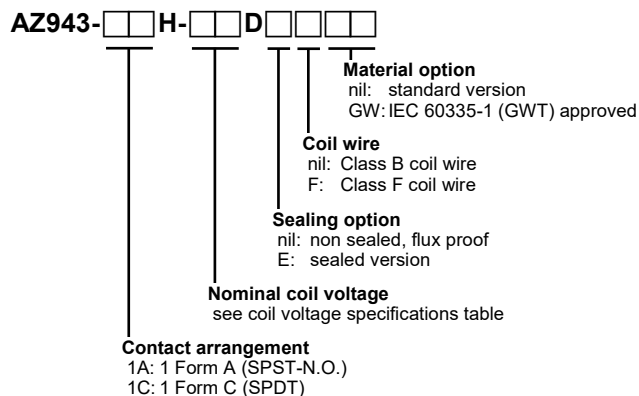 AZ943-□□H-□□D□□□□
Material option
nil: standard version
GW: IEC 60335-1 (GWT) approved
Coil wire
nil: Class B coil wire
F: Class F coil wire
Sealing option
nil: non sealed, flux proof
E: sealed version
Nominal coil voltage
see coil voltage specifications table
Contact arrangement
1A: 1 Form A (SPST-N.O.)
1C: 1 Form C (SPDT)